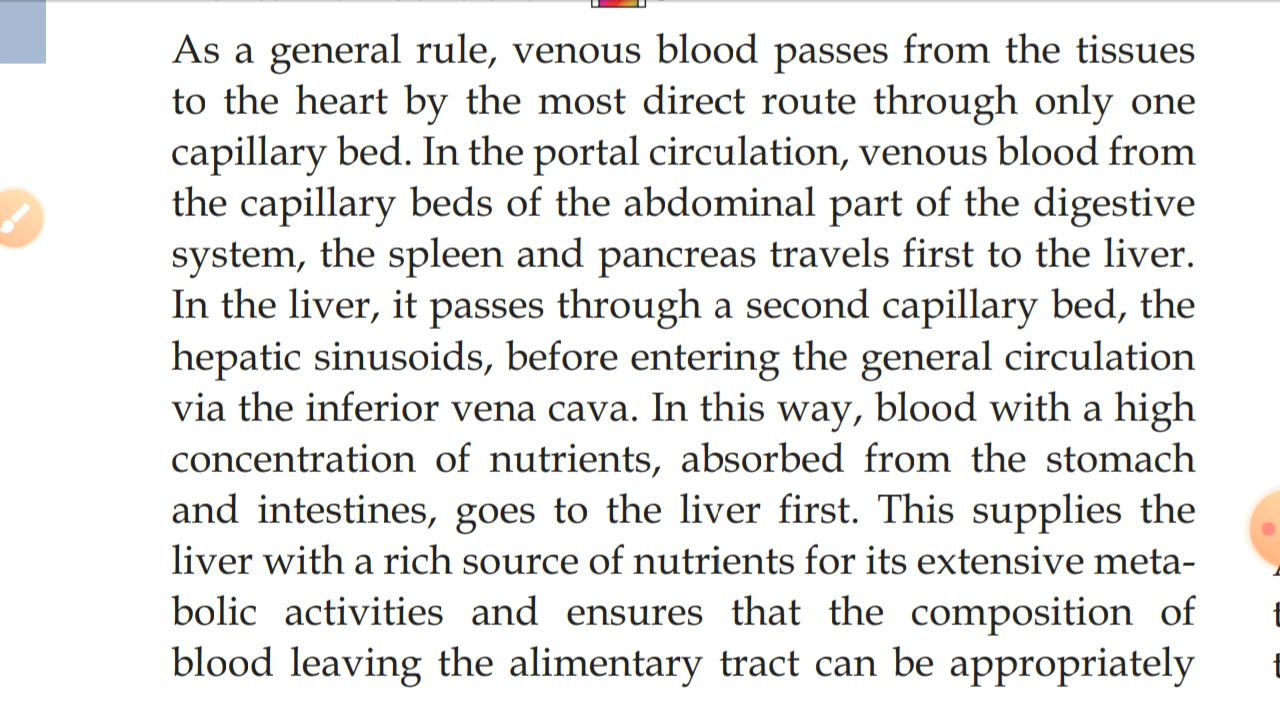 As a general rule, venous blood passes from the tissues
to the heart by the most direct route through only one
capillary bed. In the portal circulation, venous blood from
the capillary beds of the abdominal part of the digestive
system, the spleen and pancreas travels first to the liver.
In the liver, it passes through a second capillary bed, the
hepatic sinusoids, before entering the general circulation
via the inferior vena cava. In this way, blood with a high
concentration of nutrients, absorbed from the stomach
and intestines, goes to the liver first. This supplies the
liver with a rich source of nutrients for its extensive meta-
bolic activities and ensures that the composition of
blood leaving the alimentary tract can be appropriately